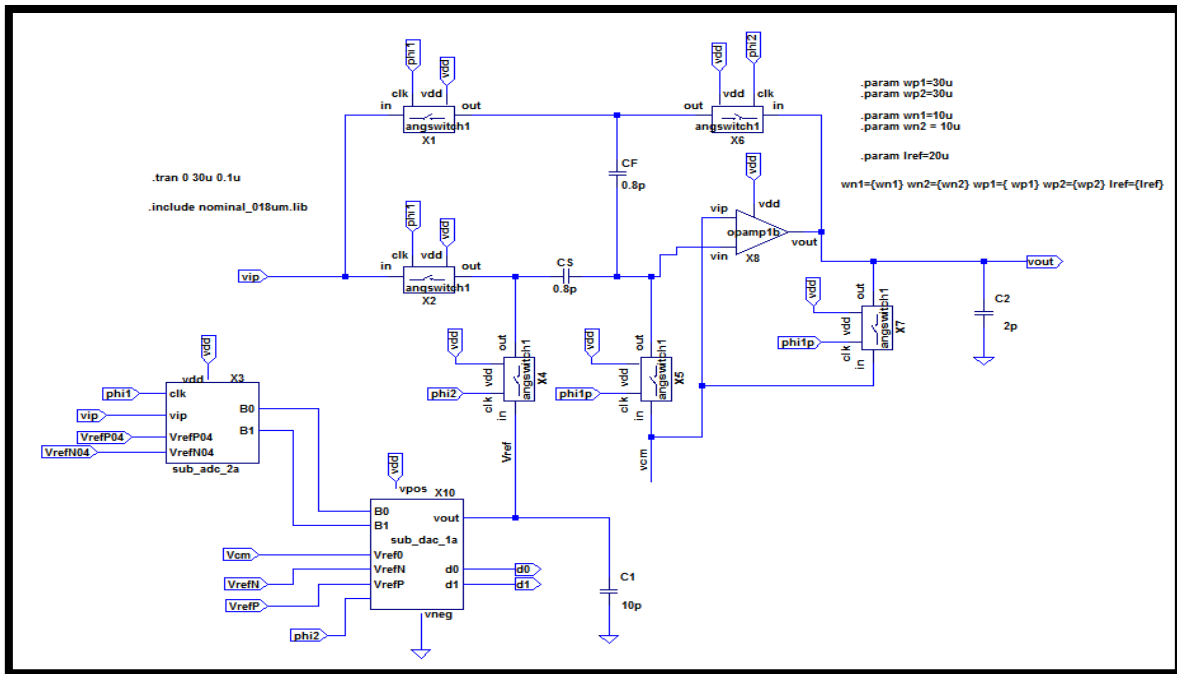 phi1
vdd
clk vdd
in out
angswitch1
X1
vdd
phi2
vdd clk
out in
angswitch1
X6
.param wp1=30u
.param wp2=30u
.param wn1=10u
.param wn2 = 10u
.param Iref=20u
wn1={wn1} wn2={wn2} wp1={ wp1} wp2={wp2} Iref={Iref}
.tran 0 30u 0.1u
.include nominal_018um.lib
CF
0.8p
vdd
vip vdd
opamp1b
vin vout
X8
phi1
vdd
clk vdd
in out
angswitch1
X2
vip
CS
0.8p
vout
C2
2p
vdd
out
vdd
angswitch1
X7
phi1p
clk
in
vdd
out
vdd
angswitch1
X4
phi2
clk
in
Vref
vdd
out
vdd
angswitch1
X5
phi1p
clk
in
vcm
vdd
vdd X3
phi1 clk
vip vip
VrefP04 VrefP04
VrefN04 VrefN04
B0
B1
sub_adc_2a
vdd
vpos X10
B0 vout
B1
sub_dac_1a
Vcm Vref0
VrefN VrefN d0 d0
VrefP VrefP d1 d1
phi2
vneg
C1
10p